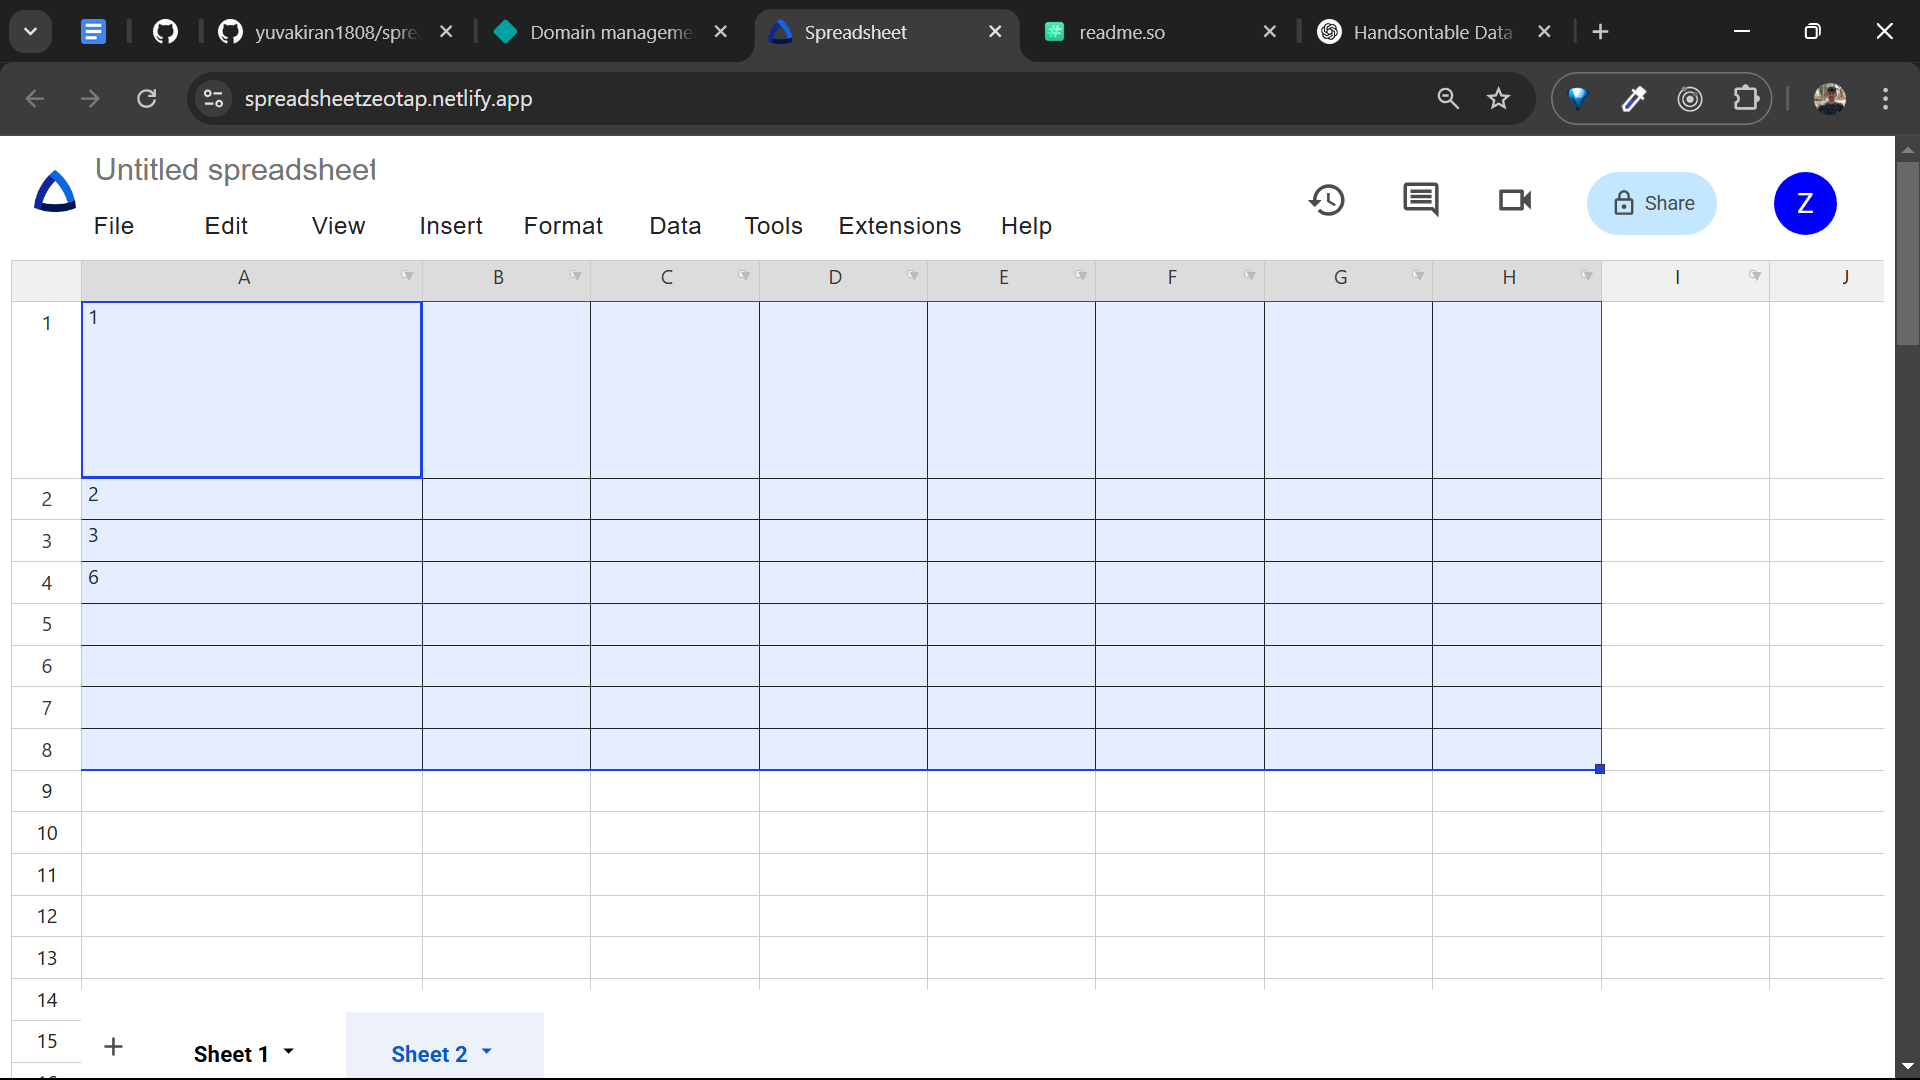 yuvakiran1808/spre
Domain manageme
Spreadsheet
readme.so
Handsontable Data
spreadsheetzeotap.netlify.app
Untitled spreadsheet
File Edit View Insert Format Data Tools Extensions Help
Share
Z
A B C D E F G H I J
1 1
2 2
3 3
4 6
5
6
7
8
9
10
11
12
13
14
15
Sheet 1
Sheet 2